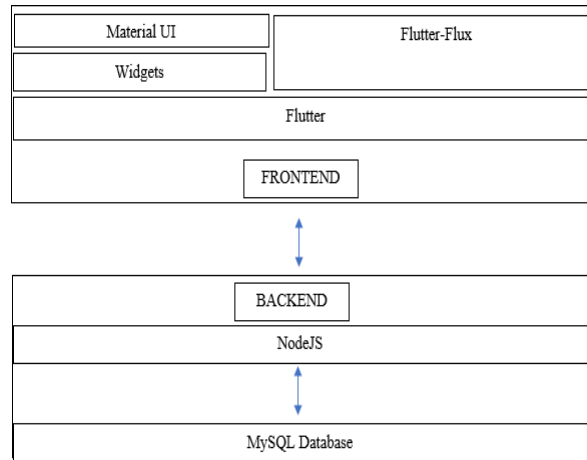 Material UI
Flutter-Flux
Widgets
Flutter
FRONTEND
BACKEND
NodeJS
MySQL Database